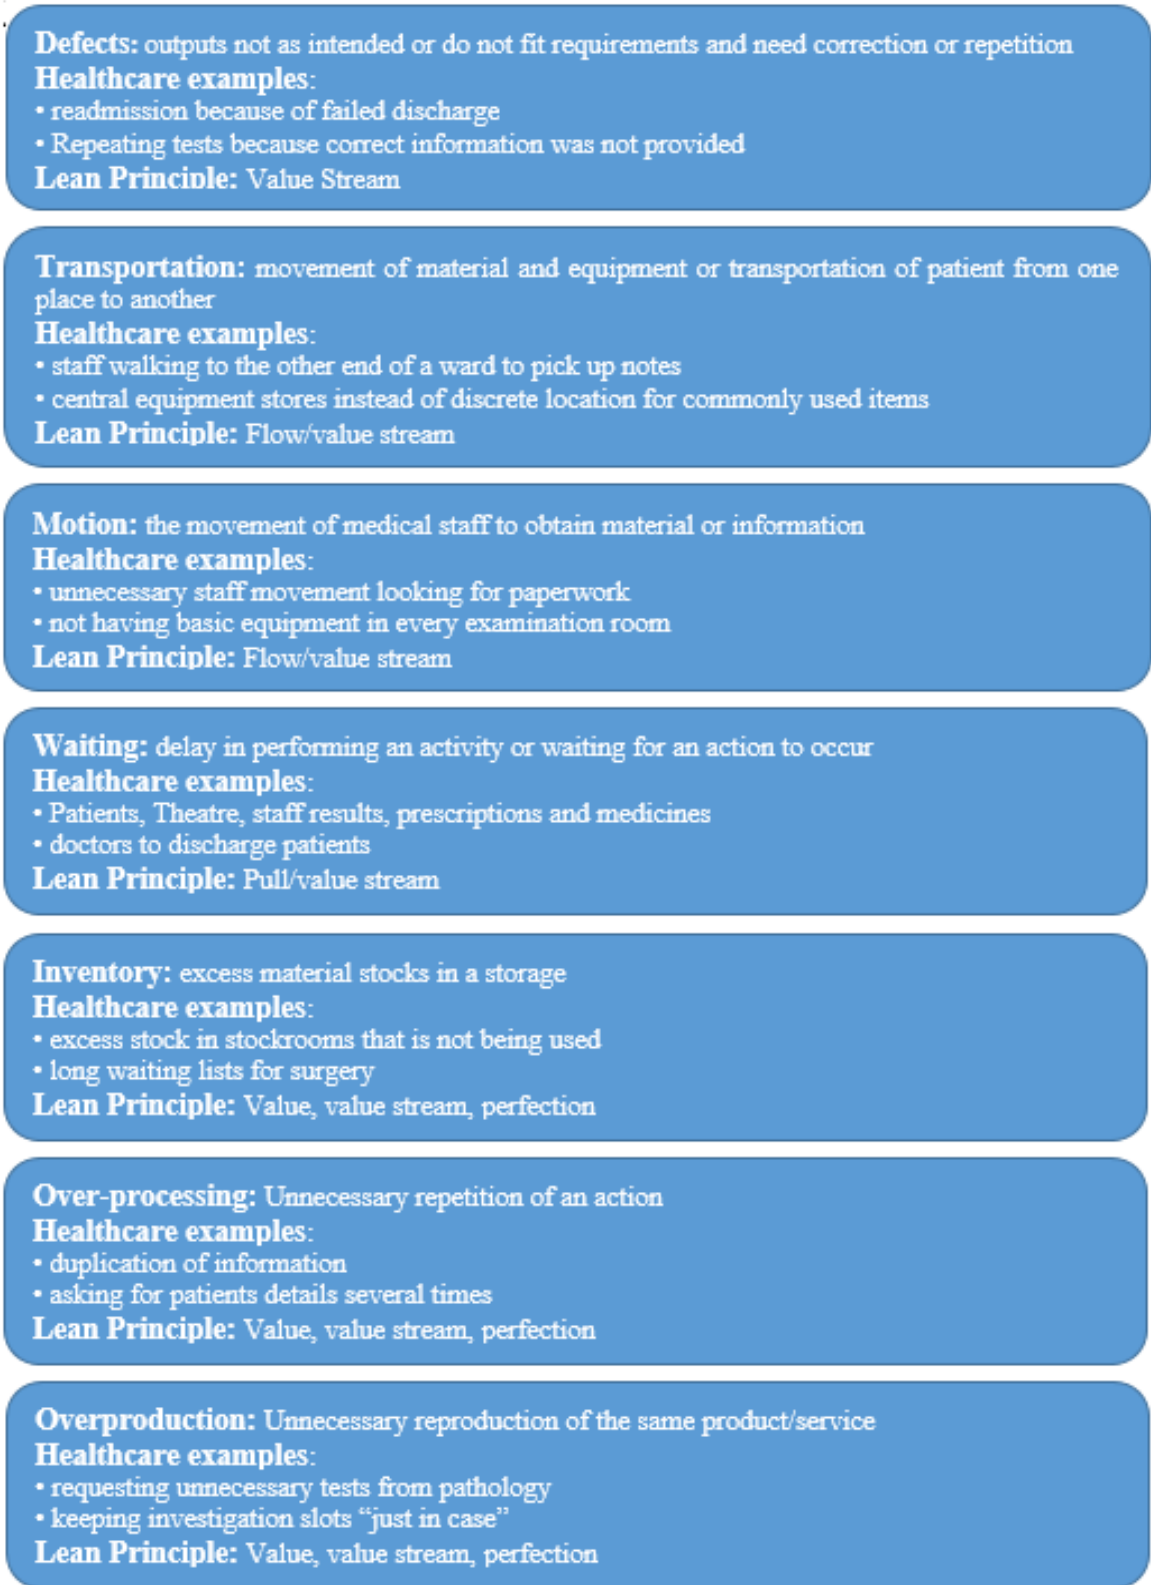 Defects: outputs not as intended or do not fit requirements and need correction or repetition
Healthcare examples:
• readmission because of failed discharge
• Repeating tests because correct information was not provided
Lean Principle: Value Stream
Transportation: movement of material and equipment or transportation of patient from one
place to another
Healthcare examples:
• staff walking to the other end of a ward to pick up notes
• central equipment stores instead of discrete location for commonly used items
Lean Principle: Flow/value stream
Motion: the movement of medical staff to obtain material or information
Healthcare examples:
• unnecessary staff movement looking for paperwork
• not having basic equipment in every examination room
Lean Principle: Flow/value stream
Waiting: delay in performing an activity or waiting for an action to occur
Healthcare examples:
• Patients, Theatre, staff results, prescriptions and medicines
• doctors to discharge patients
Lean Principle: Pull/value stream
Inventory: excess material stocks in a storage
Healthcare examples:
• excess stock in stockrooms that is not being used
• long waiting lists for surgery
Lean Principle: Value, value stream, perfection
Over-processing: Unnecessary repetition of an action
Healthcare examples:
• duplication of information
• asking for patients details several times
Lean Principle: Value, value stream, perfection
Overproduction: Unnecessary reproduction of the same product/service
Healthcare examples:
• requesting unnecessary tests from pathology
• keeping investigation slots “just in case”
Lean Principle: Value, value stream, perfection